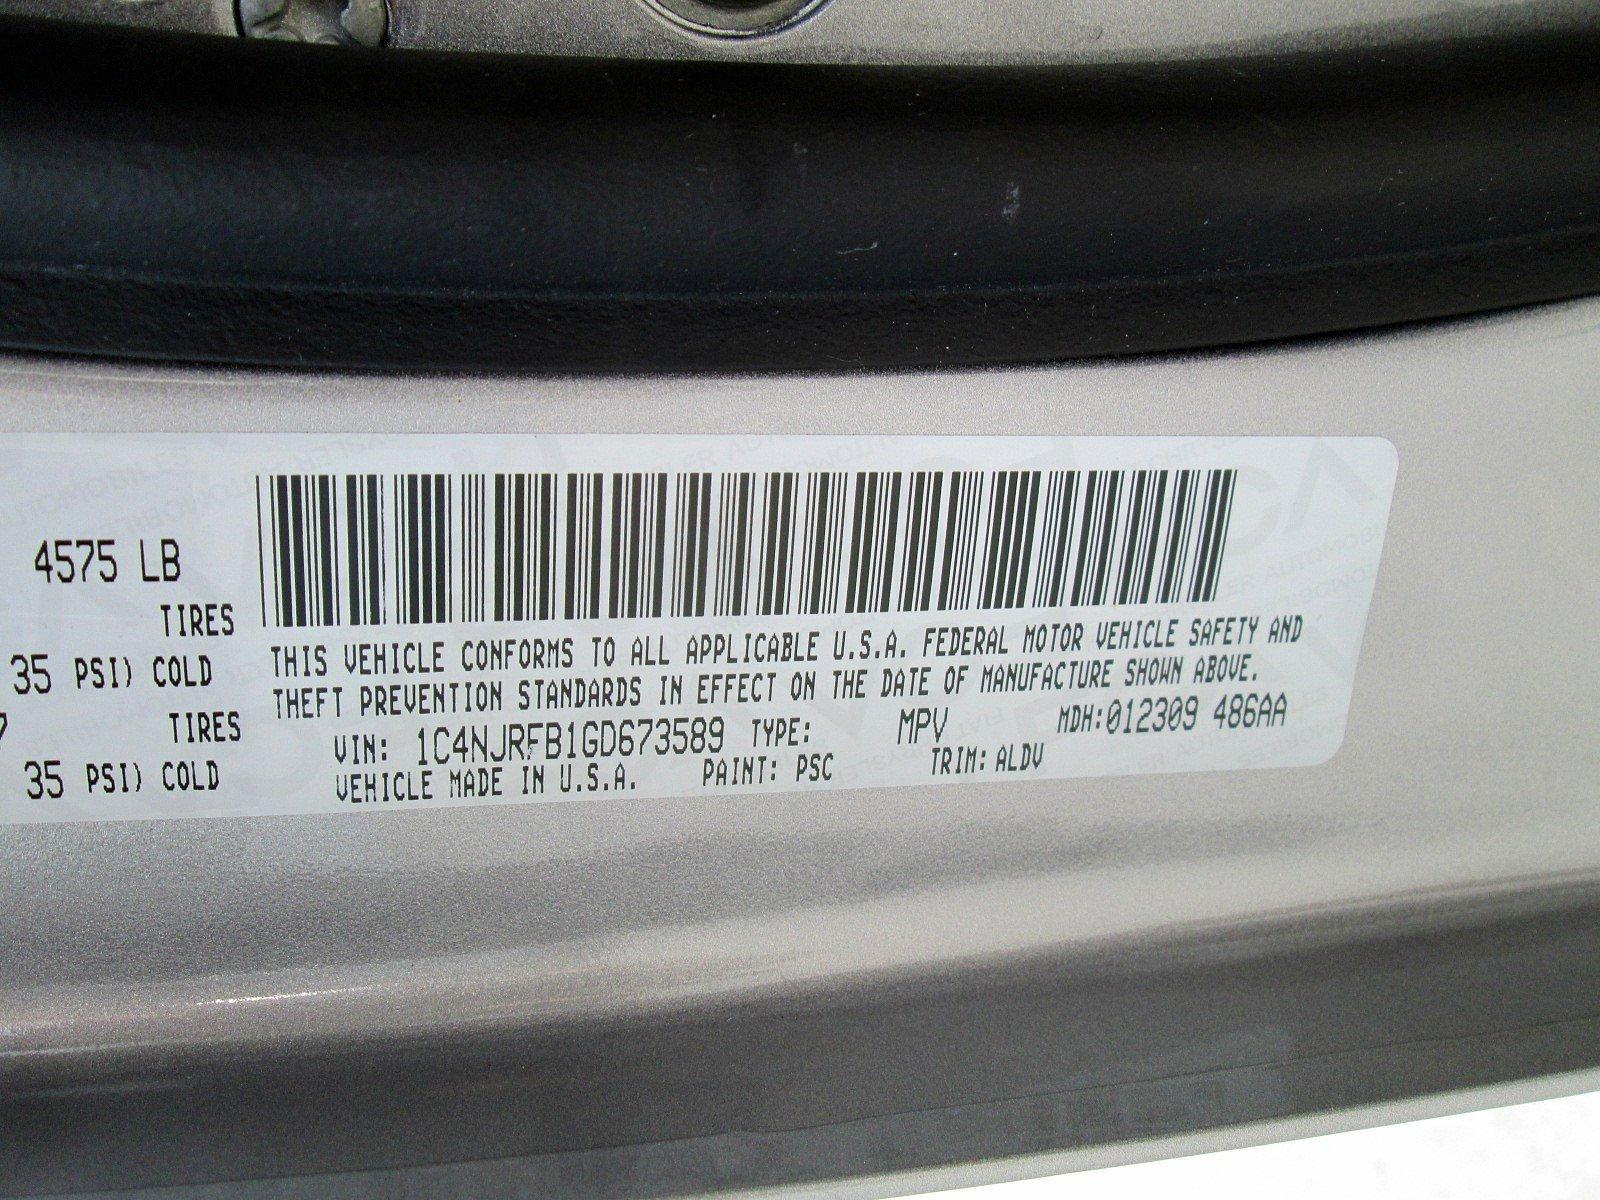 4575 LB
TIRES
35 PSI) COLD
TIRES
35 PSI) COLD
THIS VEHICLE CONFORMS TO ALL APPLICABLE U.S.A. FEDERAL MOTOR VEHICLE SAFETY AND
THEFT PREVENTION STANDARDS IN EFFECT ON THE DATE OF MANUFACTURE SHOWN ABOVE.
VIN: 1C4NJRFB1GD673589 TYPE: MPV MDH:012309 486AA
VEHICLE MADE IN U.S.A. PAINT: PSC TRIM: ALDV